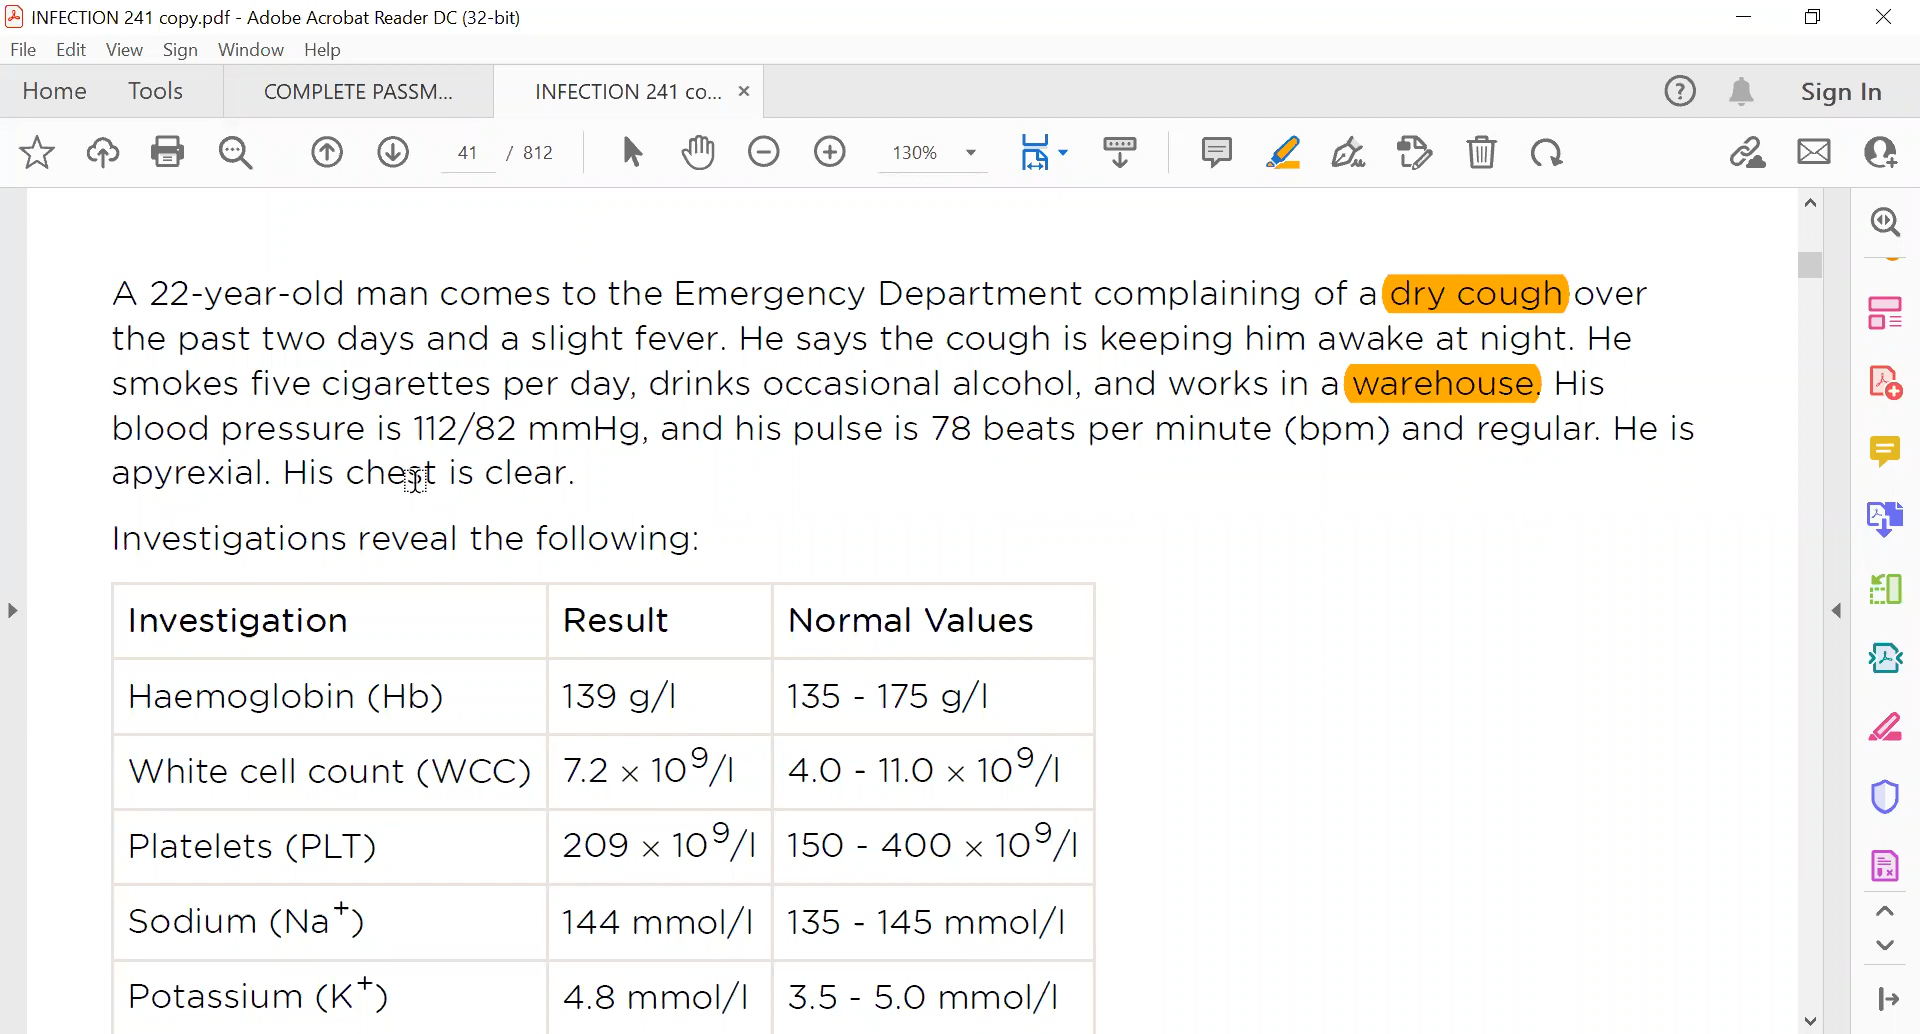 INFECTION 241 copy.pdf - Adobe Acrobat Reader DC (32-bit)
File Edit View Sign Window Help
Home Tools COMPLETE PASSM... INFECTION 241 co... × Sign In
41 / 812 130%
A 22-year-old man comes to the Emergency Department complaining of a dry cough over
the past two days and a slight fever. He says the cough is keeping him awake at night. He
smokes five cigarettes per day, drinks occasional alcohol, and works in a warehouse. His
blood pressure is 112/82 mmHg, and his pulse is 78 beats per minute (bpm) and regular. He is
apyrexial. His chest is clear.
Investigations reveal the following:
Investigation Result Normal Values
Haemoglobin (Hb) 139 g/l 135 - 175 g/l
White cell count (WCC) 7.2 × 10⁹/l 4.0 - 11.0 × 10⁹/l
Platelets (PLT) 209 × 10⁹/l 150 - 400 × 10⁹/l
Sodium (Na⁺) 144 mmol/l 135 - 145 mmol/l
Potassium (K⁺) 4.8 mmol/l 3.5 - 5.0 mmol/l